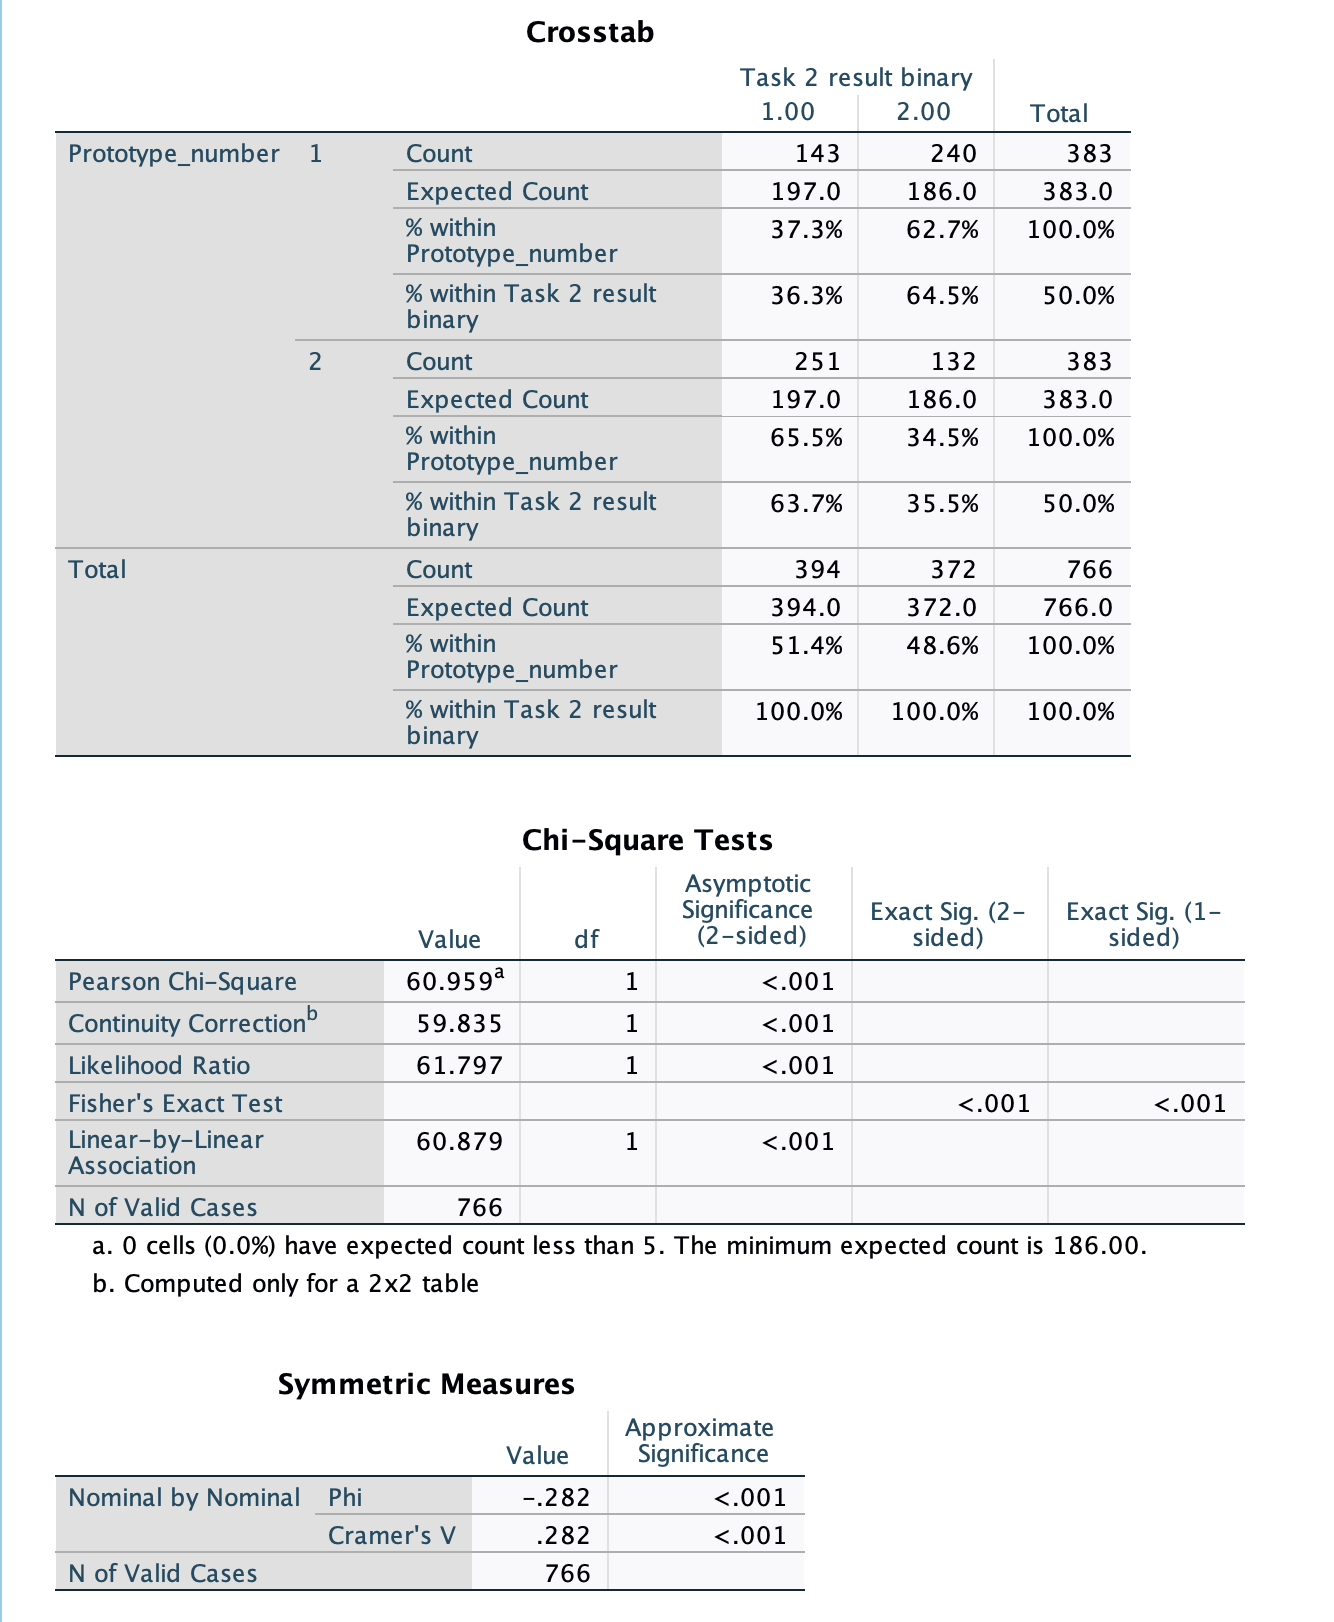 Crosstab
Task 2 result binary
1.00 2.00 Total
Prototype_number 1 Count 143 240 383
Expected Count 197.0 186.0 383.0
% within
Prototype_number 37.3% 62.7% 100.0%
% within Task 2 result
binary 36.3% 64.5% 50.0%
2 Count 251 132 383
Expected Count 197.0 186.0 383.0
% within
Prototype_number 65.5% 34.5% 100.0%
% within Task 2 result
binary 63.7% 35.5% 50.0%
Total Count 394 372 766
Expected Count 394.0 372.0 766.0
% within
Prototype_number 51.4% 48.6% 100.0%
% within Task 2 result
binary 100.0% 100.0% 100.0%
Chi-Square Tests
Value df Asymptotic
Significance
(2-sided) Exact Sig. (2-
sided) Exact Sig. (1-
sided)
Pearson Chi-Square 60.959a 1 <.001
Continuity Correctionb 59.835 1 <.001
Likelihood Ratio 61.797 1 <.001
Fisher's Exact Test <.001 <.001
Linear-by-Linear
Association 60.879 1 <.001
N of Valid Cases 766
a. 0 cells (0.0%) have expected count less than 5. The minimum expected count is 186.00.
b. Computed only for a 2x2 table
Symmetric Measures
Value Approximate
Significance
Nominal by Nominal Phi -.282 <.001
Cramer's V .282 <.001
N of Valid Cases 766